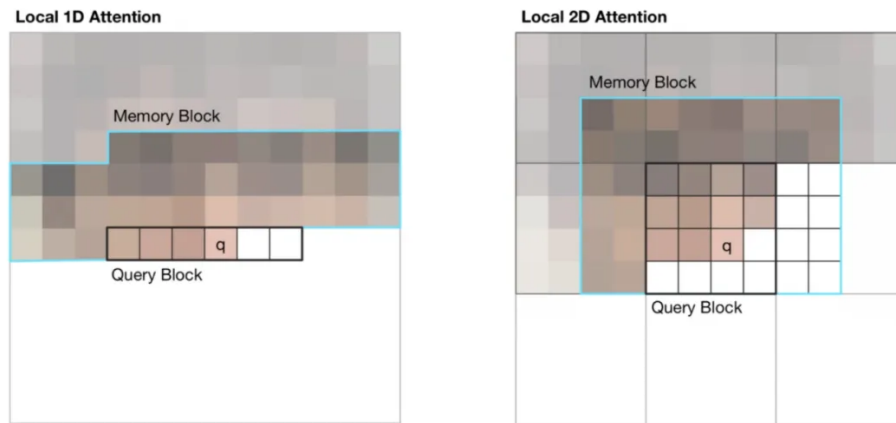 Local 1D Attention
Memory Block
q
Query Block
Local 2D Attention
Memory Block
q
Query Block